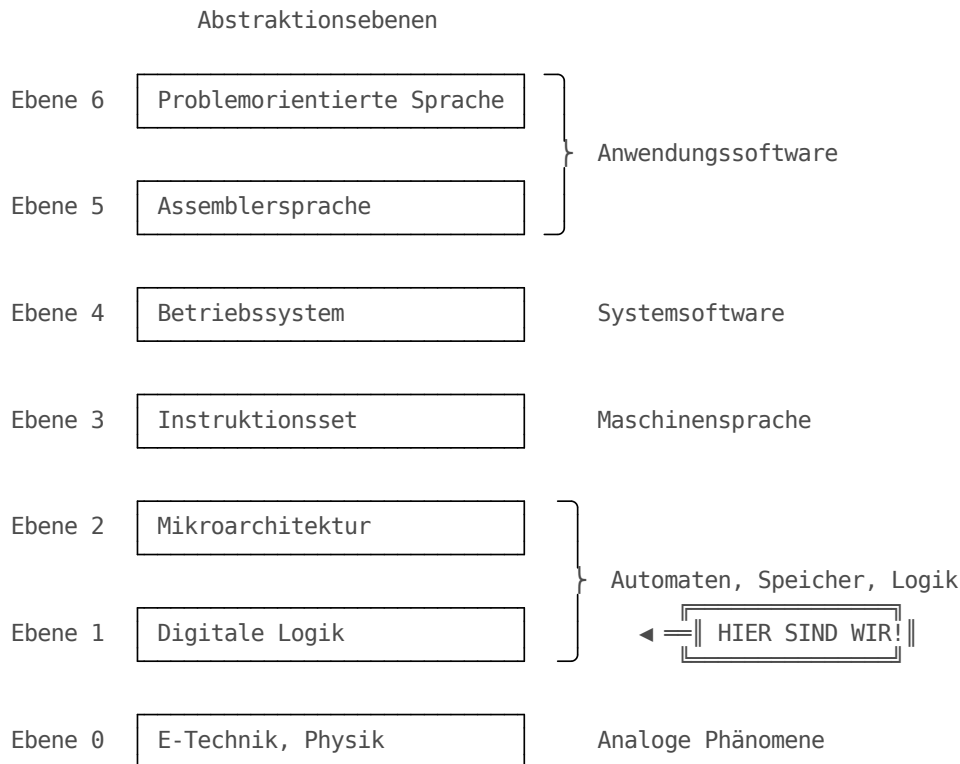 Abstraktionsebenen
Ebene 6 Problemorientierte Sprache
Anwendungssoftware
Ebene 5 Assemblersprache
Ebene 4 Betriebssystem Systemsoftware
Ebene 3 Instruktionsset Maschinensprache
Ebene 2 Mikroarchitektur
Automaten, Speicher, Logik
Ebene 1 Digitale Logik HIER SIND WIR!
Ebene 0 E-Technik, Physik Analoge Phänomene